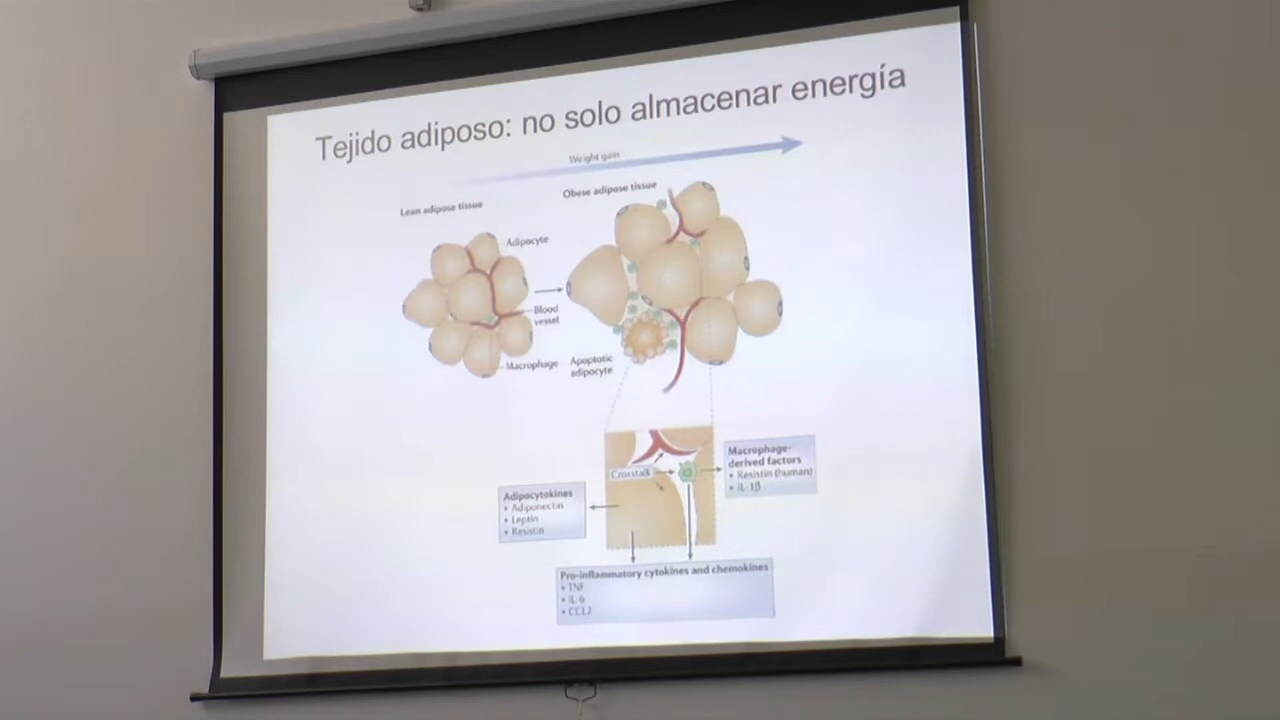 Tejido adiposo: no solo almacenar energía
Weight gain
Lean adipose tissue
Obese adipose tissue
Adipocyte
Blood
vessel
Macrophage
Apoptotic
adipocyte
Crosstalk
Macrophage-
derived factors
• Resistin (human)
• IL-1β
Adipocytokines
• Adiponectin
• Leptin
• Resistin
Pro-inflammatory cytokines and chemokines
• TNF
• IL-6
• CCL2